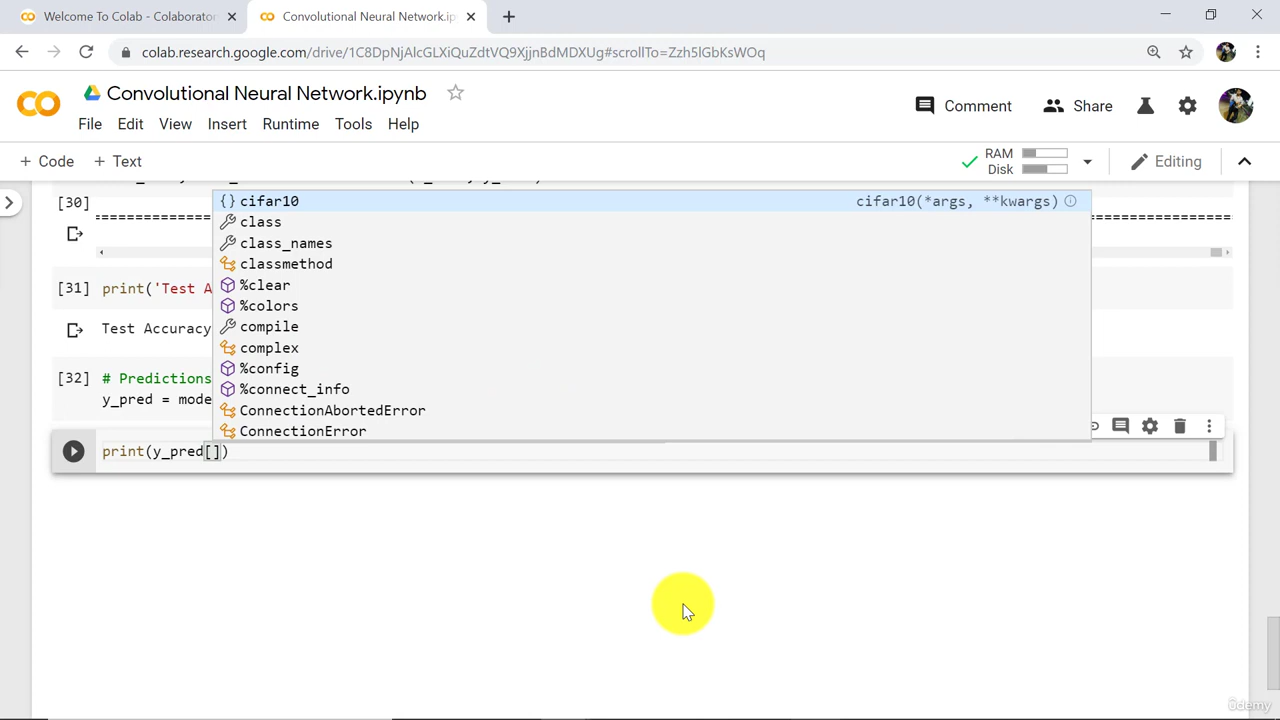 Welcome To Colab - Colaborator
Convolutional Neural Network.ip
colab.research.google.com/drive/1C8DpNjAlcGLXiQuZdtVQ9XjjnBdMDXUg#scrollTo=Zzh5lGbKsWOq
Convolutional Neural Network.ipynb
Comment
Share
File Edit View Insert Runtime Tools Help
+ Code + Text
RAM
Disk
Editing
[30]
==================
[31] print('Test A
Test Accuracy
[32] # Predictions
y_pred = mode
cifar10 cifar10(*args, **kwargs)
class
class_names
classmethod
%clear
%colors
compile
complex
%config
%connect_info
ConnectionAbortedError
ConnectionError
print(y_pred[])
ûdemy